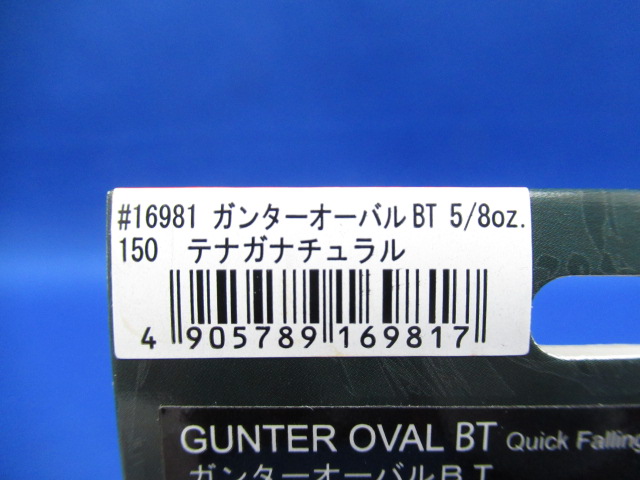 #16981 ガンターオーバルBT 5/8oz.
150 テナガナチュラル
4 905789 169817
GUNTER OVAL BT Quick Falling
ガンターオーバルBT